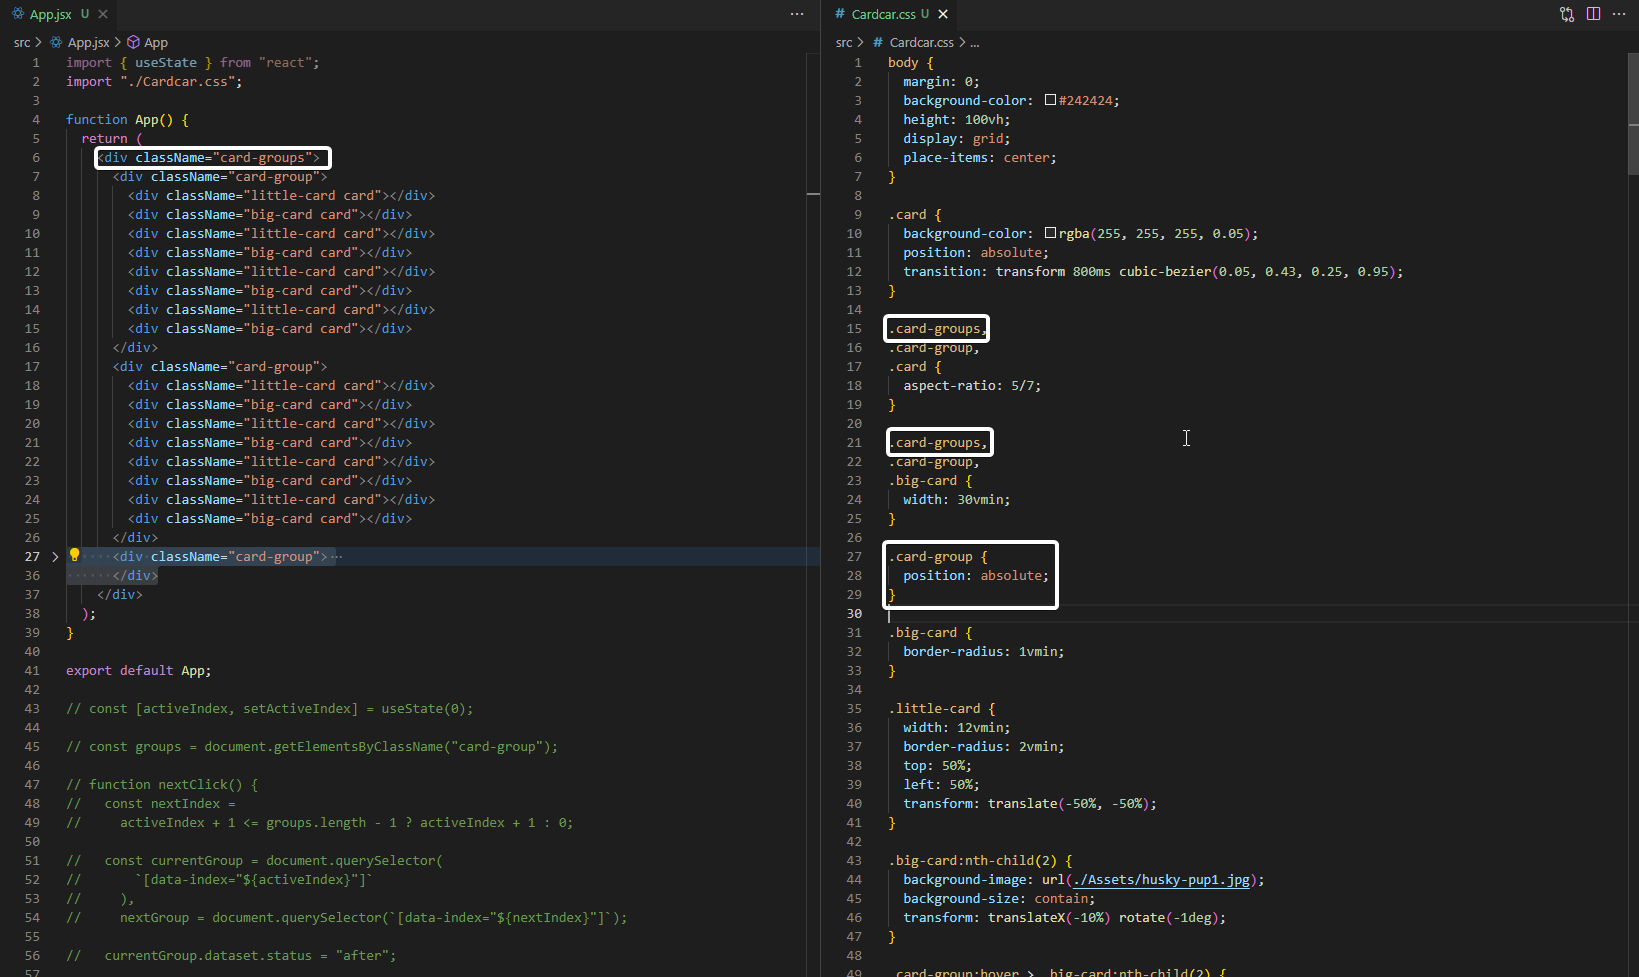 App.jsx U
src > App.jsx > App
1 import { useState } from "react";
2 import "./Cardcar.css";
3
4 function App() {
5 return (
6 <div className="card-groups">
7 <div className="card-group">
8 <div className="little-card card"></div>
9 <div className="big-card card"></div>
10 <div className="little-card card"></div>
11 <div className="big-card card"></div>
12 <div className="little-card card"></div>
13 <div className="big-card card"></div>
14 <div className="little-card card"></div>
15 <div className="big-card card"></div>
16 </div>
17 <div className="card-group">
18 <div className="little-card card"></div>
19 <div className="big-card card"></div>
20 <div className="little-card card"></div>
21 <div className="big-card card"></div>
22 <div className="little-card card"></div>
23 <div className="big-card card"></div>
24 <div className="little-card card"></div>
25 <div className="big-card card"></div>
26 </div>
27 <div className="card-group">…
36 </div>
37 </div>
38 );
39 }
40
41 export default App;
42
43 // const [activeIndex, setActiveIndex] = useState(0);
44
45 // const groups = document.getElementsByClassName("card-group");
46
47 // function nextClick() {
48 // const nextIndex =
49 // activeIndex + 1 <= groups.length - 1 ? activeIndex + 1 : 0;
50
51 // const currentGroup = document.querySelector(
52 // `[data-index="${activeIndex}"]`
53 // ),
54 // nextGroup = document.querySelector(`[data-index="${nextIndex}"]`);
55
56 // currentGroup.dataset.status = "after";
57
# Cardcar.css U
src > # Cardcar.css > ...
1 body {
2 margin: 0;
3 background-color: #242424;
4 height: 100vh;
5 display: grid;
6 place-items: center;
7 }
8
9 .card {
10 background-color: rgba(255, 255, 255, 0.05);
11 position: absolute;
12 transition: transform 800ms cubic-bezier(0.05, 0.43, 0.25, 0.95);
13 }
14
15 .card-groups,
16 .card-group,
17 .card {
18 aspect-ratio: 5/7;
19 }
20
21 .card-groups,
22 .card-group,
23 .big-card {
24 width: 30vmin;
25 }
26
27 .card-group {
28 position: absolute;
29 }
30
31 .big-card {
32 border-radius: 1vmin;
33 }
34
35 .little-card {
36 width: 12vmin;
37 border-radius: 2vmin;
38 top: 50%;
39 left: 50%;
40 transform: translate(-50%, -50%);
41 }
42
43 .big-card:nth-child(2) {
44 background-image: url(./Assets/husky-pup1.jpg);
45 background-size: contain;
46 transform: translateX(-10%) rotate(-1deg);
47 }
48
49 .card-group:hover > .big-card:nth-child(2) {